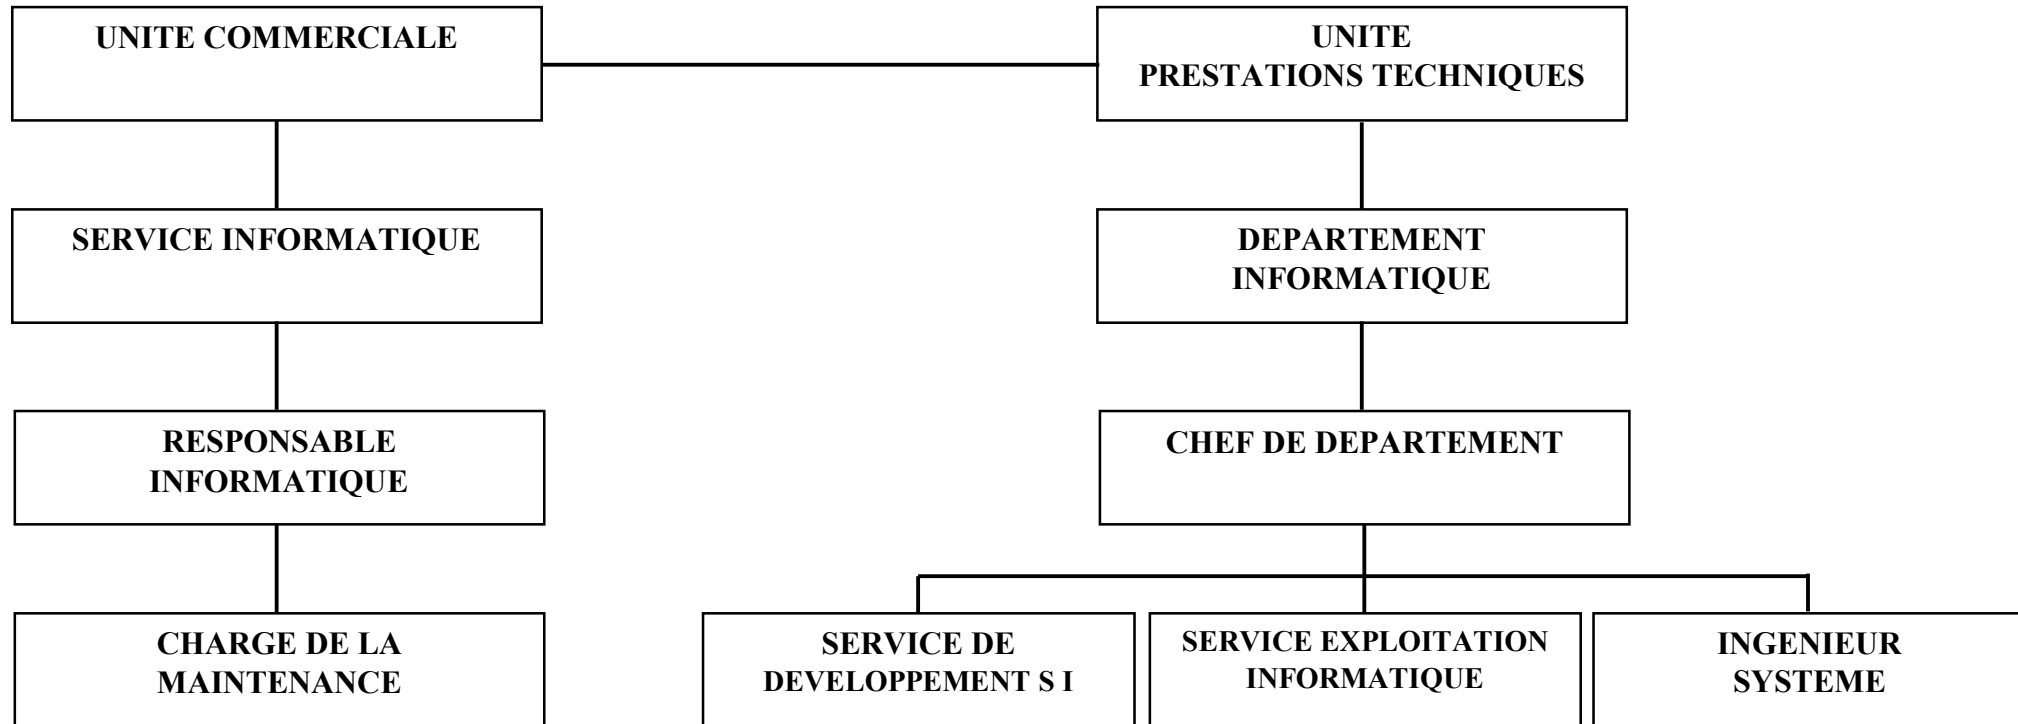 UNITE COMMERCIALE
UNITE
PRESTATIONS TECHNIQUES
SERVICE INFORMATIQUE
DEPARTEMENT
INFORMATIQUE
RESPONSABLE
INFORMATIQUE
CHEF DE DEPARTEMENT
CHARGE DE LA
MAINTENANCE
SERVICE DE
DEVELOPPEMENT S I
SERVICE EXPLOITATION
INFORMATIQUE
INGENIEUR
SYSTEME